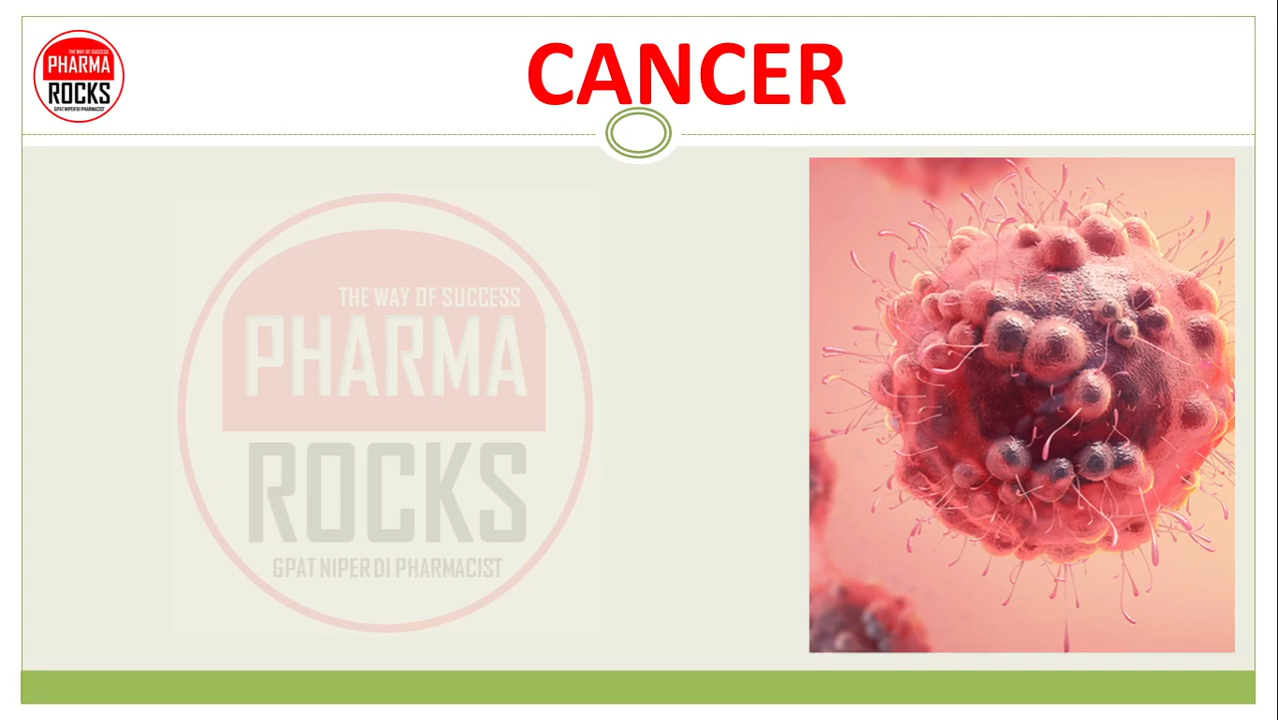 THE WAY OF SUCCESS
PHARMA
ROCKS
GPAT NIPER DI PHARMACIST
CANCER
THE WAY OF SUCCESS
PHARMA
ROCKS
GPAT NIPER DI PHARMACIST